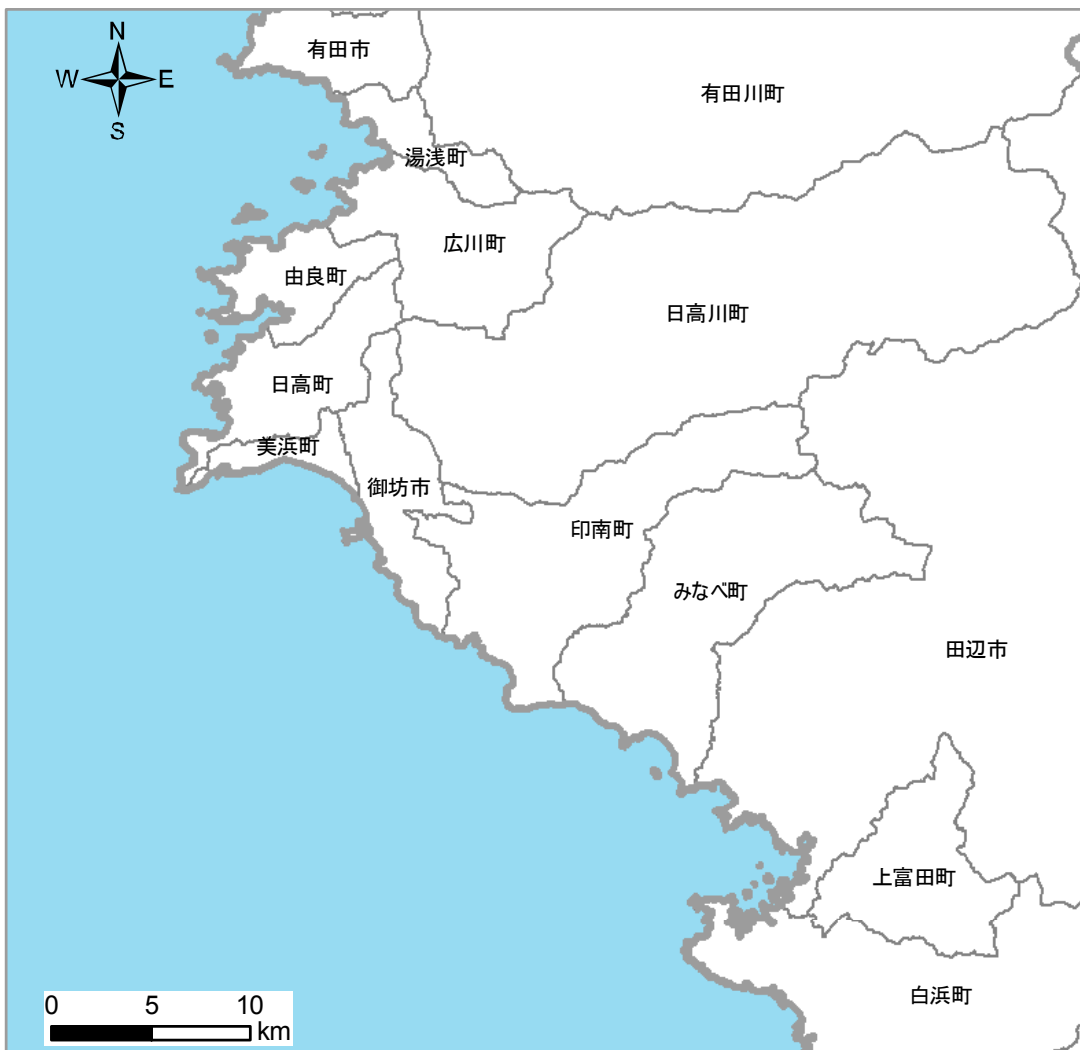 N
W E
S
有田市
有田川町
湯浅町
広川町
由良町
日高川町
日高町
美浜町
御坊市
印南町
みなべ町
田辺市
上富田町
白浜町
0 5 10
km